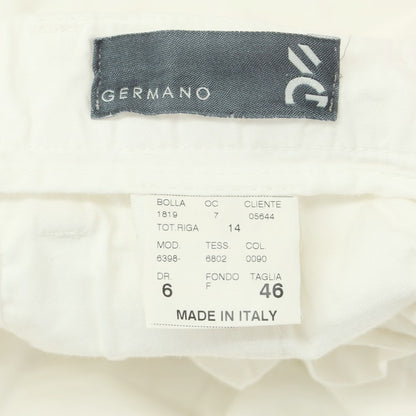 GERMANO
BOLLA OC CLIENTE
1819 7 05644
TOT.RIGA 14
MOD. TESS. COL.
6398- 6802 0090
DR. FONDO TAGLIA
6 F 46
MADE IN ITALY